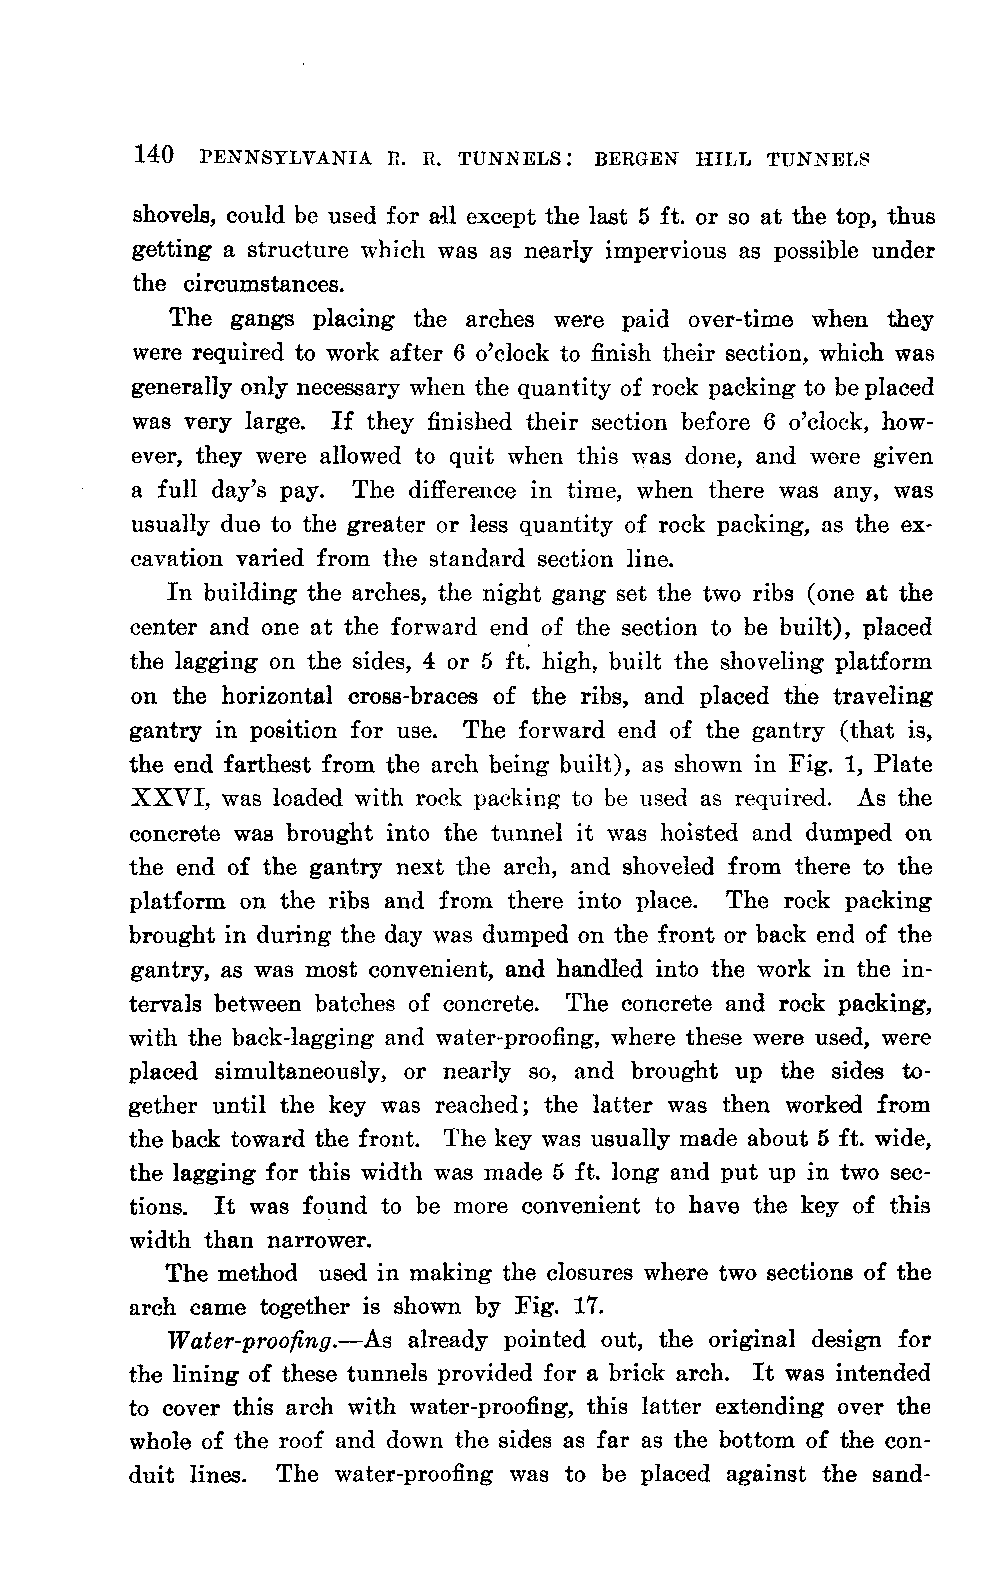 140 PENNSYLVANIA R. R. TUNNELS: BERGEN HILL TUNNELS
shovels, could be used for all except the last 5 ft. or so at the top, thus
getting a structure which was as nearly impervious as possible under
the circumstances.
The gangs placing the arches were paid over-time when they
were required to work after 6 o'clock to finish their section, which was
generally only necessary when the quantity of rock packing to be placed
was very large. If they finished their section before 6 o'clock, how-
ever, they were allowed to quit when this was done, and were given
a full day's pay. The difference in time, when there was any, was
usually due to the greater or less quantity of rock packing, as the ex-
cavation varied from the standard section line.
In building the arches, the night gang set the two ribs (one at the
center and one at the forward end of the section to be built), placed
the lagging on the sides, 4 or 5 ft. high, built the shoveling platform
on the horizontal cross-braces of the ribs, and placed the traveling
gantry in position for use. The forward end of the gantry (that is,
the end farthest from the arch being built), as shown in Fig. 1, Plate
XXVI, was loaded with rock packing to be used as required. As the
concrete was brought into the tunnel it was hoisted and dumped on
the end of the gantry next the arch, and shoveled from there to the
platform on the ribs and from there into place. The rock packing
brought in during the day was dumped on the front or back end of the
gantry, as was most convenient, and handled into the work in the in-
tervals between batches of concrete. The concrete and rock packing,
with the back-lagging and water-proofing, where these were used, were
placed simultaneously, or nearly so, and brought up the sides to-
gether until the key was reached; the latter was then worked from
the back toward the front. The key was usually made about 5 ft. wide,
the lagging for this width was made 5 ft. long and put up in two sec-
tions. It was found to be more convenient to have the key of this
width than narrower.
The method used in making the closures where two sections of the
arch came together is shown by Fig. 17.
Water-proofing.—As already pointed out, the original design for
the lining of these tunnels provided for a brick arch. It was intended
to cover this arch with water-proofing, this latter extending over the
whole of the roof and down the sides as far as the bottom of the con-
duit lines. The water-proofing was to be placed against the sand-